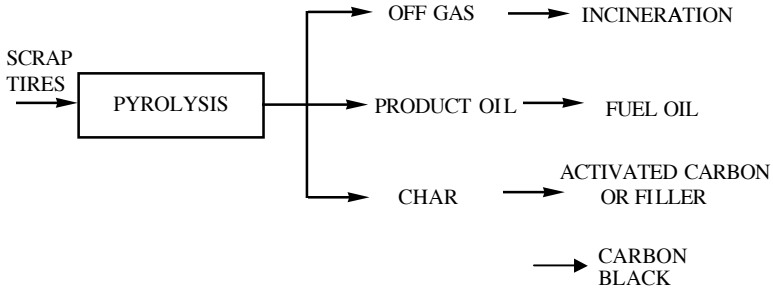 OFF GAS
INCINERATION
SCRAP
TIRES
PYROLYSIS
PRODUCT OIL
FUEL OIL
CHAR
ACTIVATED CARBON
OR FILLER
CARBON
BLACK